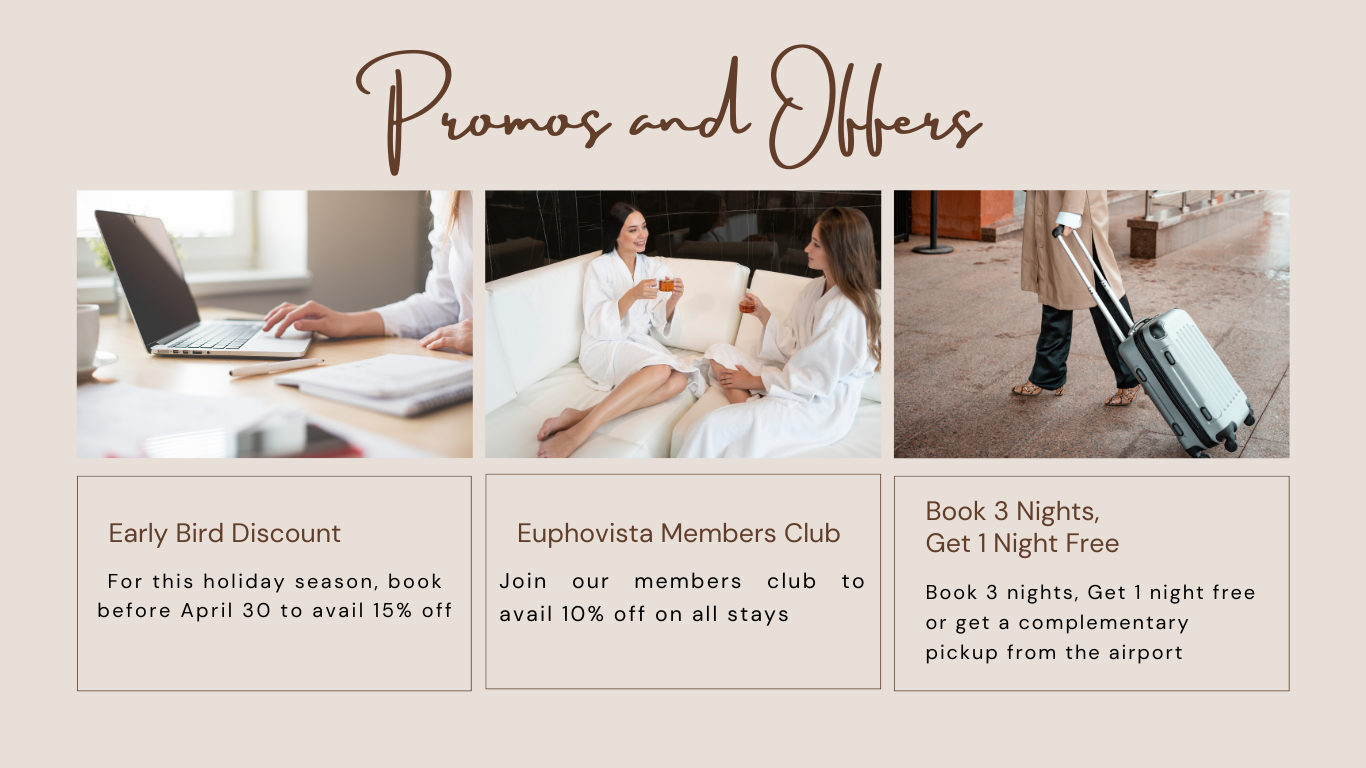 Promos and Offers
Early Bird Discount
For this holiday season, book
before April 30 to avail 15% off
Euphovista Members Club
Join our members club to
avail 10% off on all stays
Book 3 Nights,
Get 1 Night Free
Book 3 nights, Get 1 night free
or get a complementary
pickup from the airport